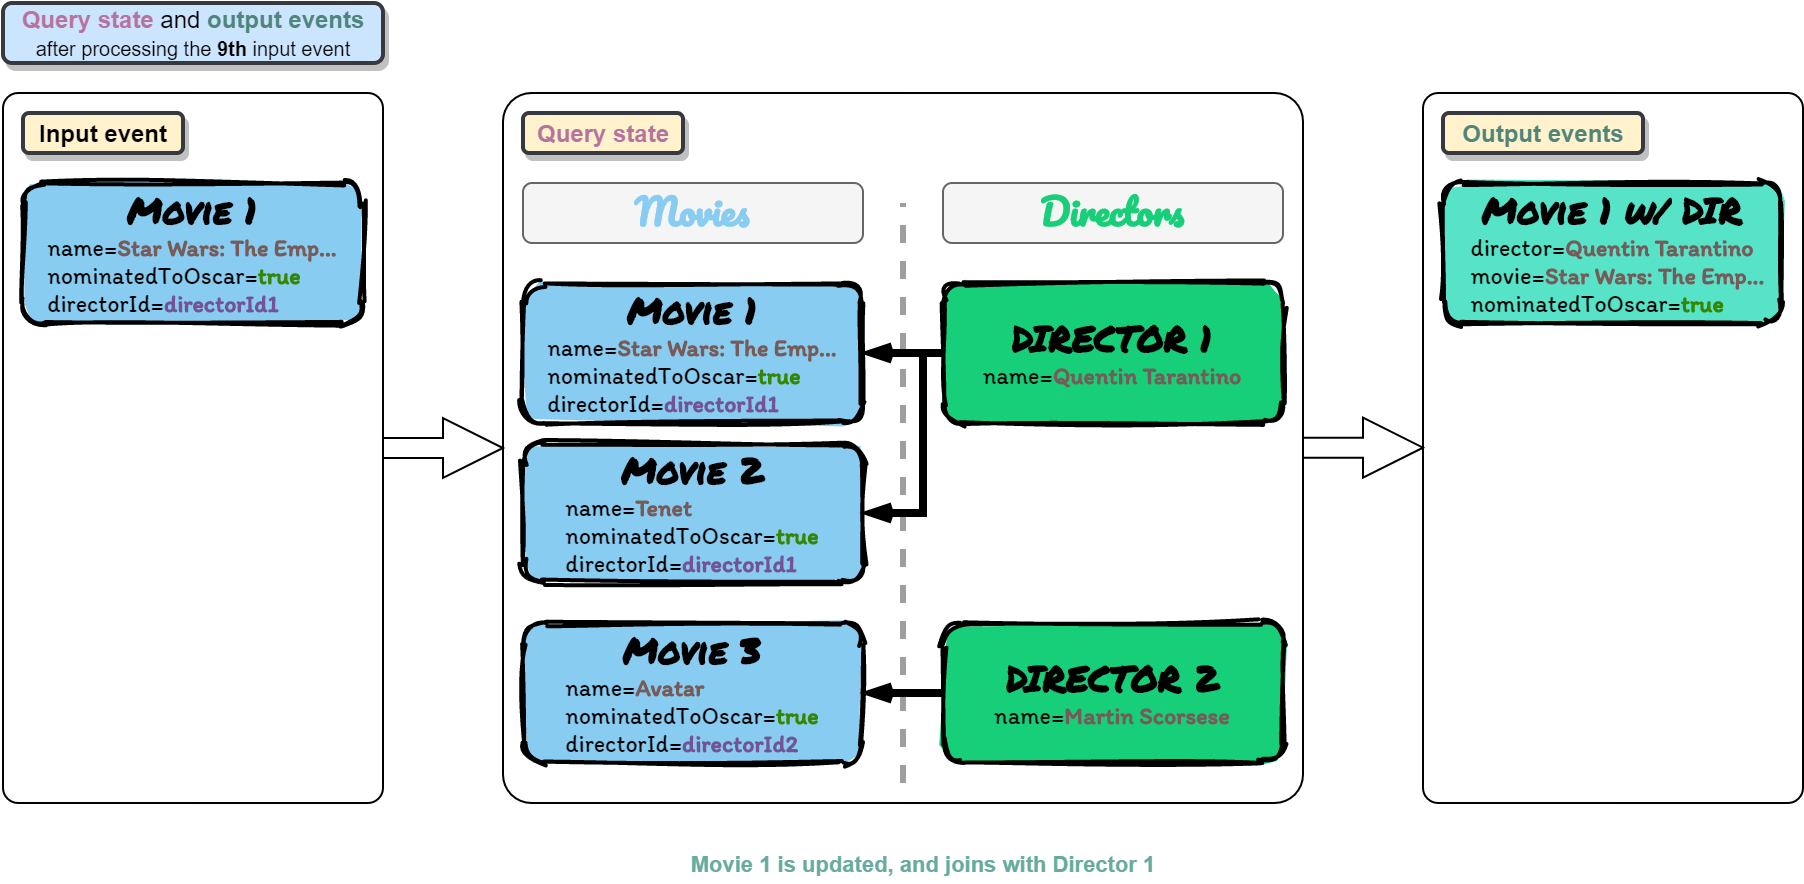 Query state and output events
after processing the 9th input event
Input event
Movie 1
name=Star Wars: The Emp...
nominatedToOscar=true
directorId=directorId1
Query state
Movies
Directors
Movie 1
name=Star Wars: The Emp...
nominatedToOscar=true
directorId=directorId1
DIRECTOR 1
name=Quentin Tarantino
Movie 2
name=Tenet
nominatedToOscar=true
directorId=directorId1
Movie 3
name=Avatar
nominatedToOscar=true
directorId=directorId2
DIRECTOR 2
name=Martin Scorsese
Output events
Movie 1 w/ DIR
director=Quentin Tarantino
movie=Star Wars: The Emp...
nominatedToOscar=true
Movie 1 is updated, and joins with Director 1